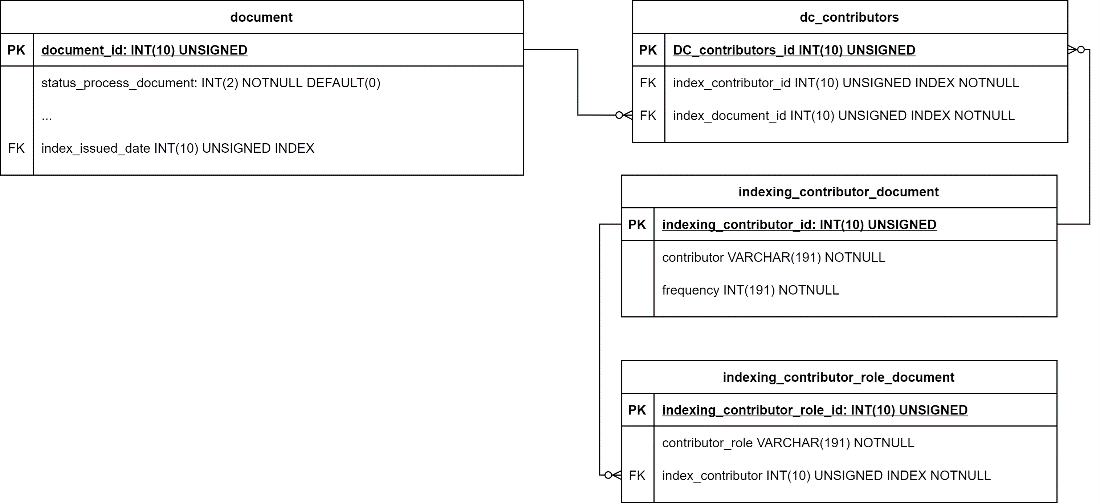 document
PK document_id: INT(10) UNSIGNED
status_process_document: INT(2) NOTNULL DEFAULT(0)
...
FK index_issued_date INT(10) UNSIGNED INDEX
dc_contributors
PK DC_contributors_id INT(10) UNSIGNED
FK index_contributor_id INT(10) UNSIGNED INDEX NOTNULL
FK index_document_id INT(10) UNSIGNED INDEX NOTNULL
indexing_contributor_document
PK indexing_contributor_id: INT(10) UNSIGNED
contributor VARCHAR(191) NOTNULL
frequency INT(191) NOTNULL
indexing_contributor_role_document
PK indexing_contributor_role_id: INT(10) UNSIGNED
contributor_role VARCHAR(191) NOTNULL
FK index_contributor INT(10) UNSIGNED INDEX NOTNULL